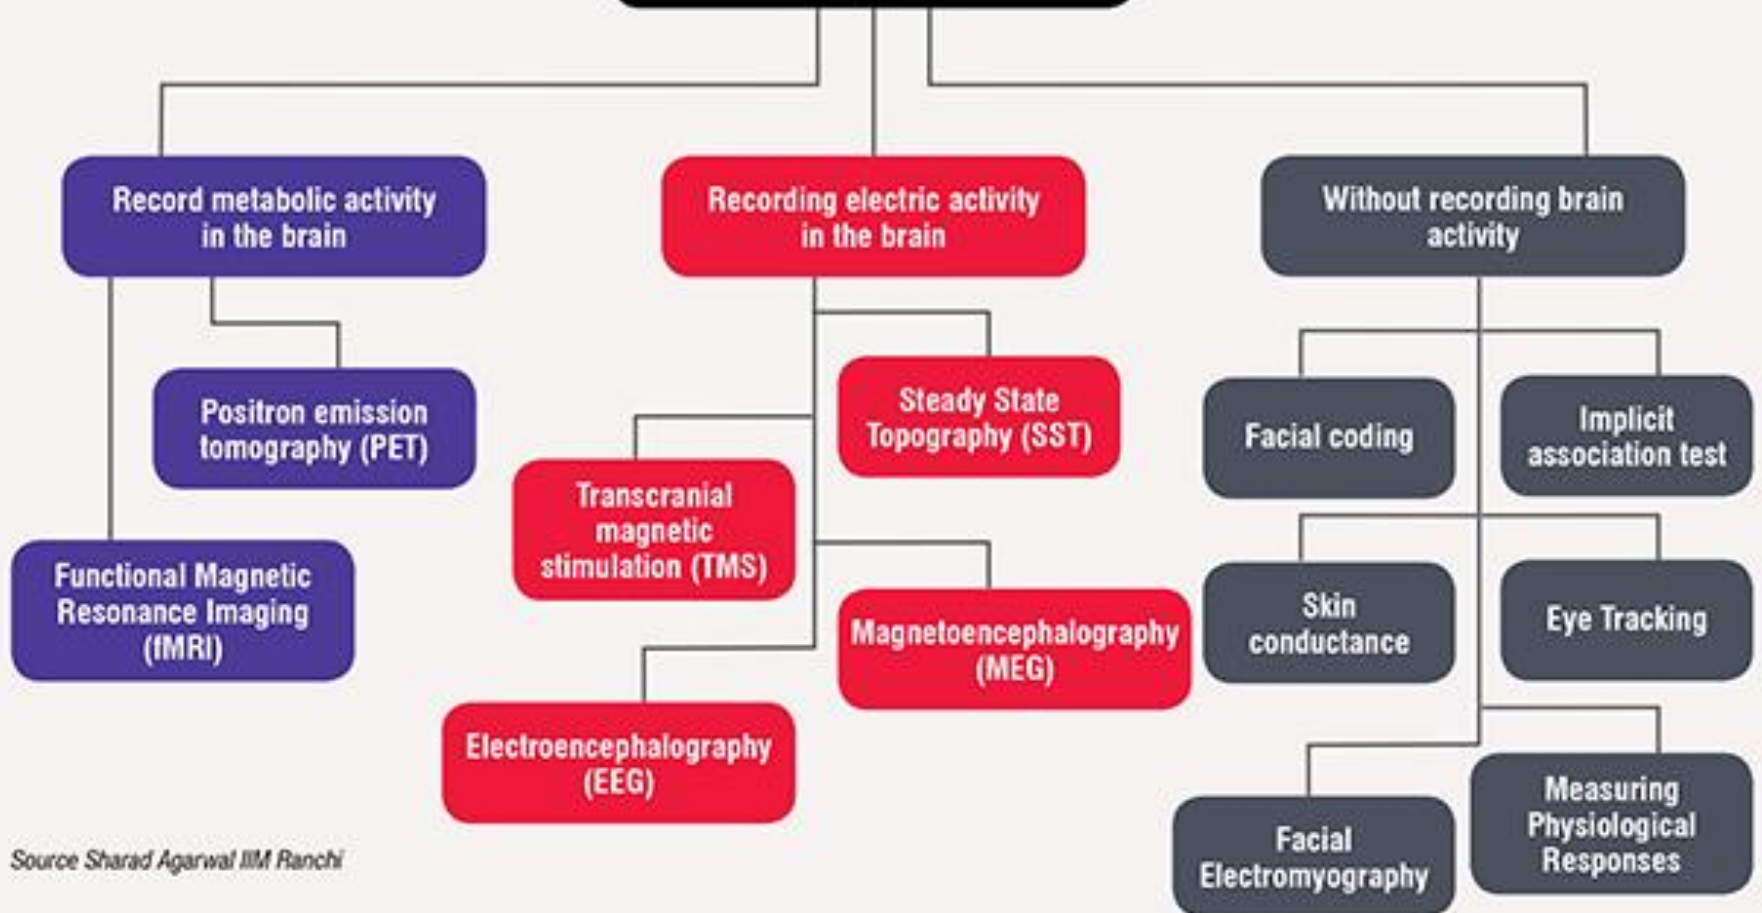 Record metabolic activity
in the brain
Recording electric activity
in the brain
Without recording brain
activity
Positron emission
tomography (PET)
Functional Magnetic
Resonance Imaging
(fMRI)
Steady State
Topography (SST)
Transcranial
magnetic
stimulation (TMS)
Magnetoencephalography
(MEG)
Electroencephalography
(EEG)
Facial coding
Implicit
association test
Skin
conductance
Eye Tracking
Facial
Electromyography
Measuring
Physiological
Responses
Source Sharad Agarwal IIM Ranchi